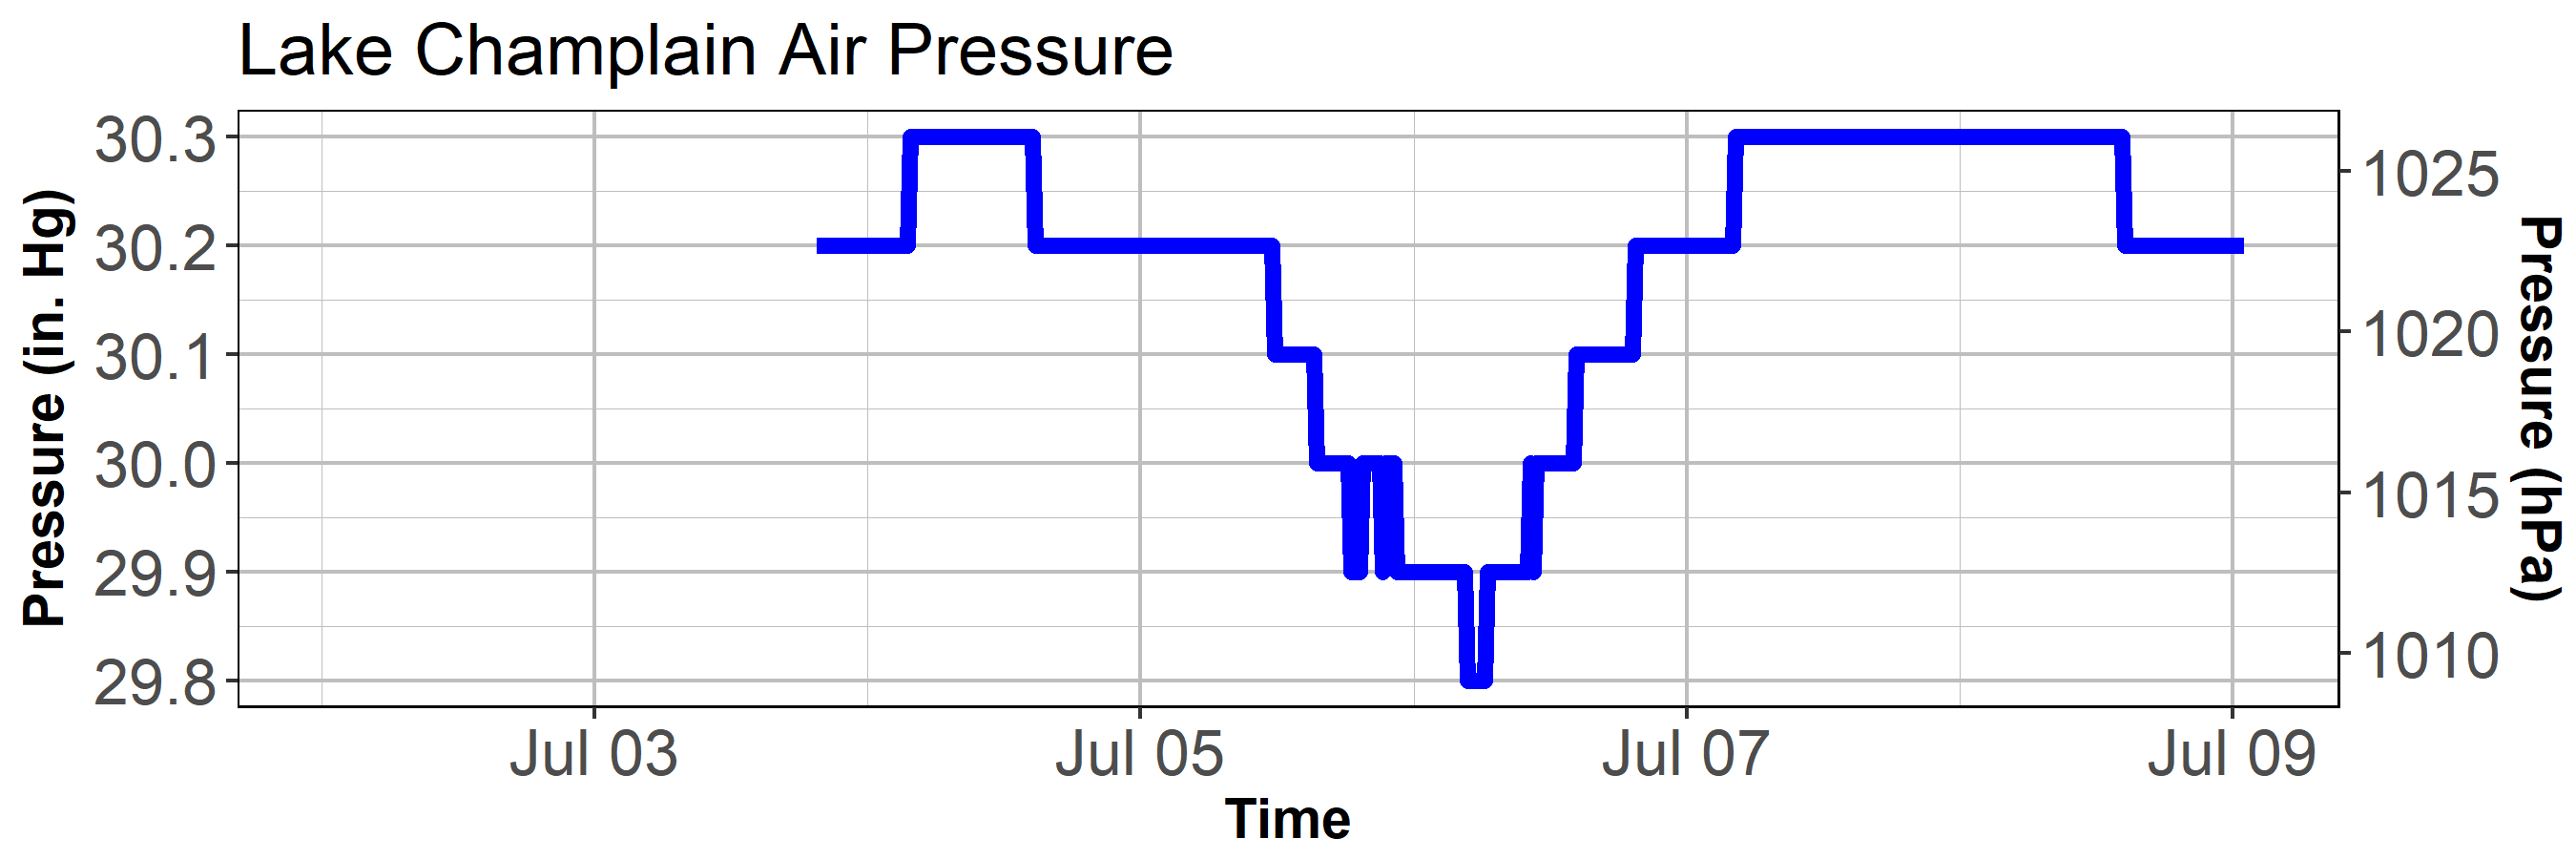 Lake Champlain Air Pressure
Pressure (in. Hg)
30.3
30.2
30.1
30.0
29.9
29.8
1025
1020
1015
1010
Pressure (hPa)
Jul 03 Jul 05 Jul 07 Jul 09
Time